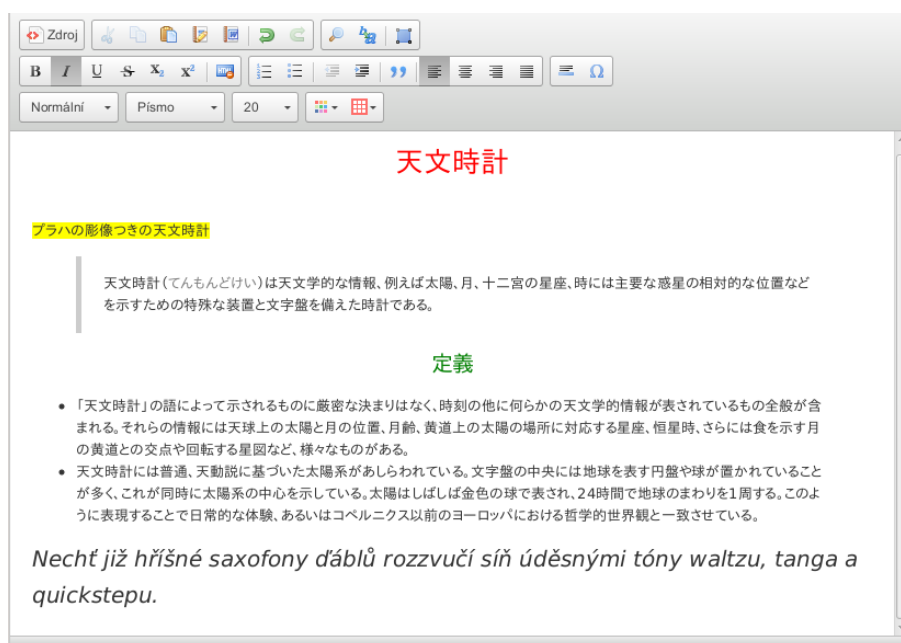 Zdroj
B I U S X₂ X²
Normální Písmo 20
天文時計
プラハの彫像つきの天文時計
天文時計(てんもんどけい)は天文学的な情報、例えば太陽、月、十二宮の星座、時には主要な惑星の相対的な位置など
を示すための特殊な装置と文字盤を備えた時計である。
定義
• 「天文時計」の語によって示されるものに厳密な決まりはなく、時刻の他に何らかの天文学的情報が表されているもの全般が含
まれる。それらの情報には天球上の太陽と月の位置、月齢、黄道上の太陽の場所に対応する星座、恒星時、さらには食を示す月
の黄道との交点や回転する星図など、様々なものがある。
• 天文時計には普通、天動説に基づいた太陽系があしらわれている。文字盤の中央には地球を表す円盤や球が置かれていること
が多く、これが同時に太陽系の中心を示している。太陽はしばしば金色の球で表され、24時間で地球のまわりを1周する。このよ
うに表現することで日常的な体験、あるいはコペルニクス以前のヨーロッパにおける哲学的世界観と一致させている。
Nechť již hříšné saxofony ďáblů rozzvučí síň úděsnými tóny waltzu, tanga a
quickstepu.